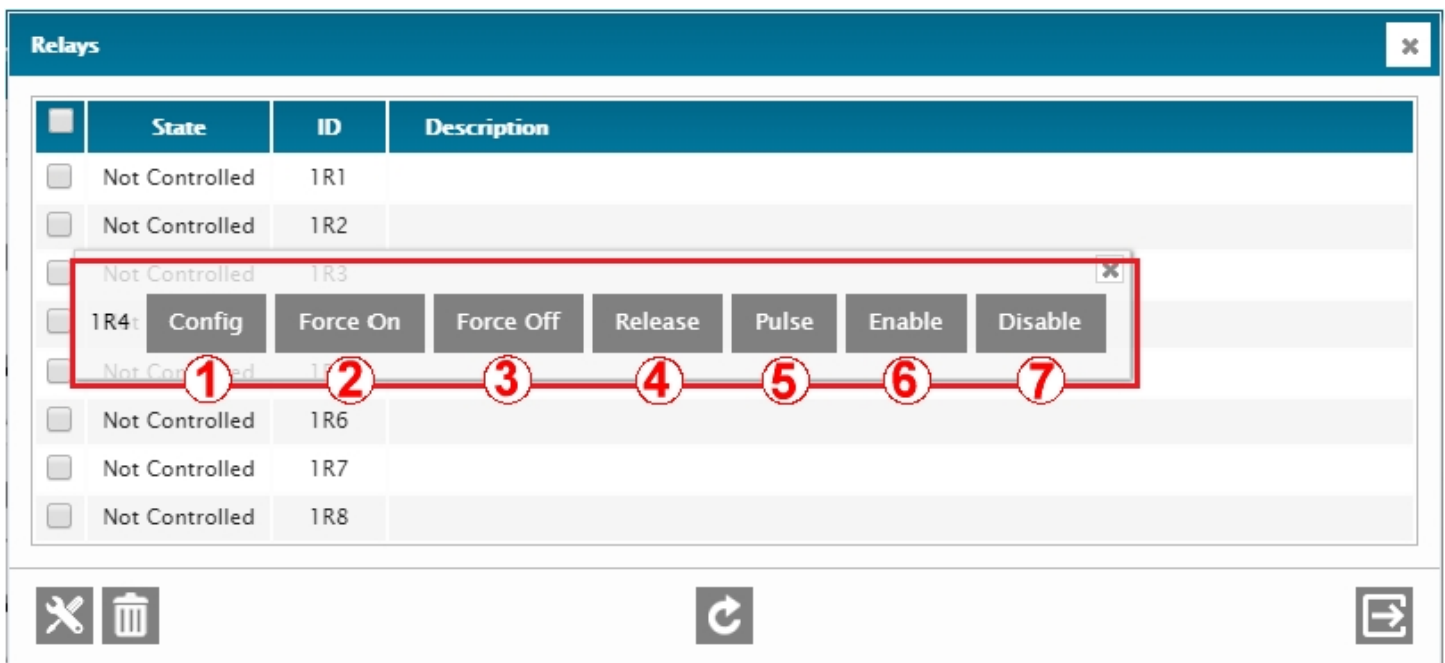 Relays
State ID Description
Not Controlled 1R1
Not Controlled 1R2
Not Controlled 1R3
1R4 Config Force On Force Off Release Pulse Enable Disable
1 2 3 4 5 6 7
Not Controlled 1R6
Not Controlled 1R7
Not Controlled 1R8